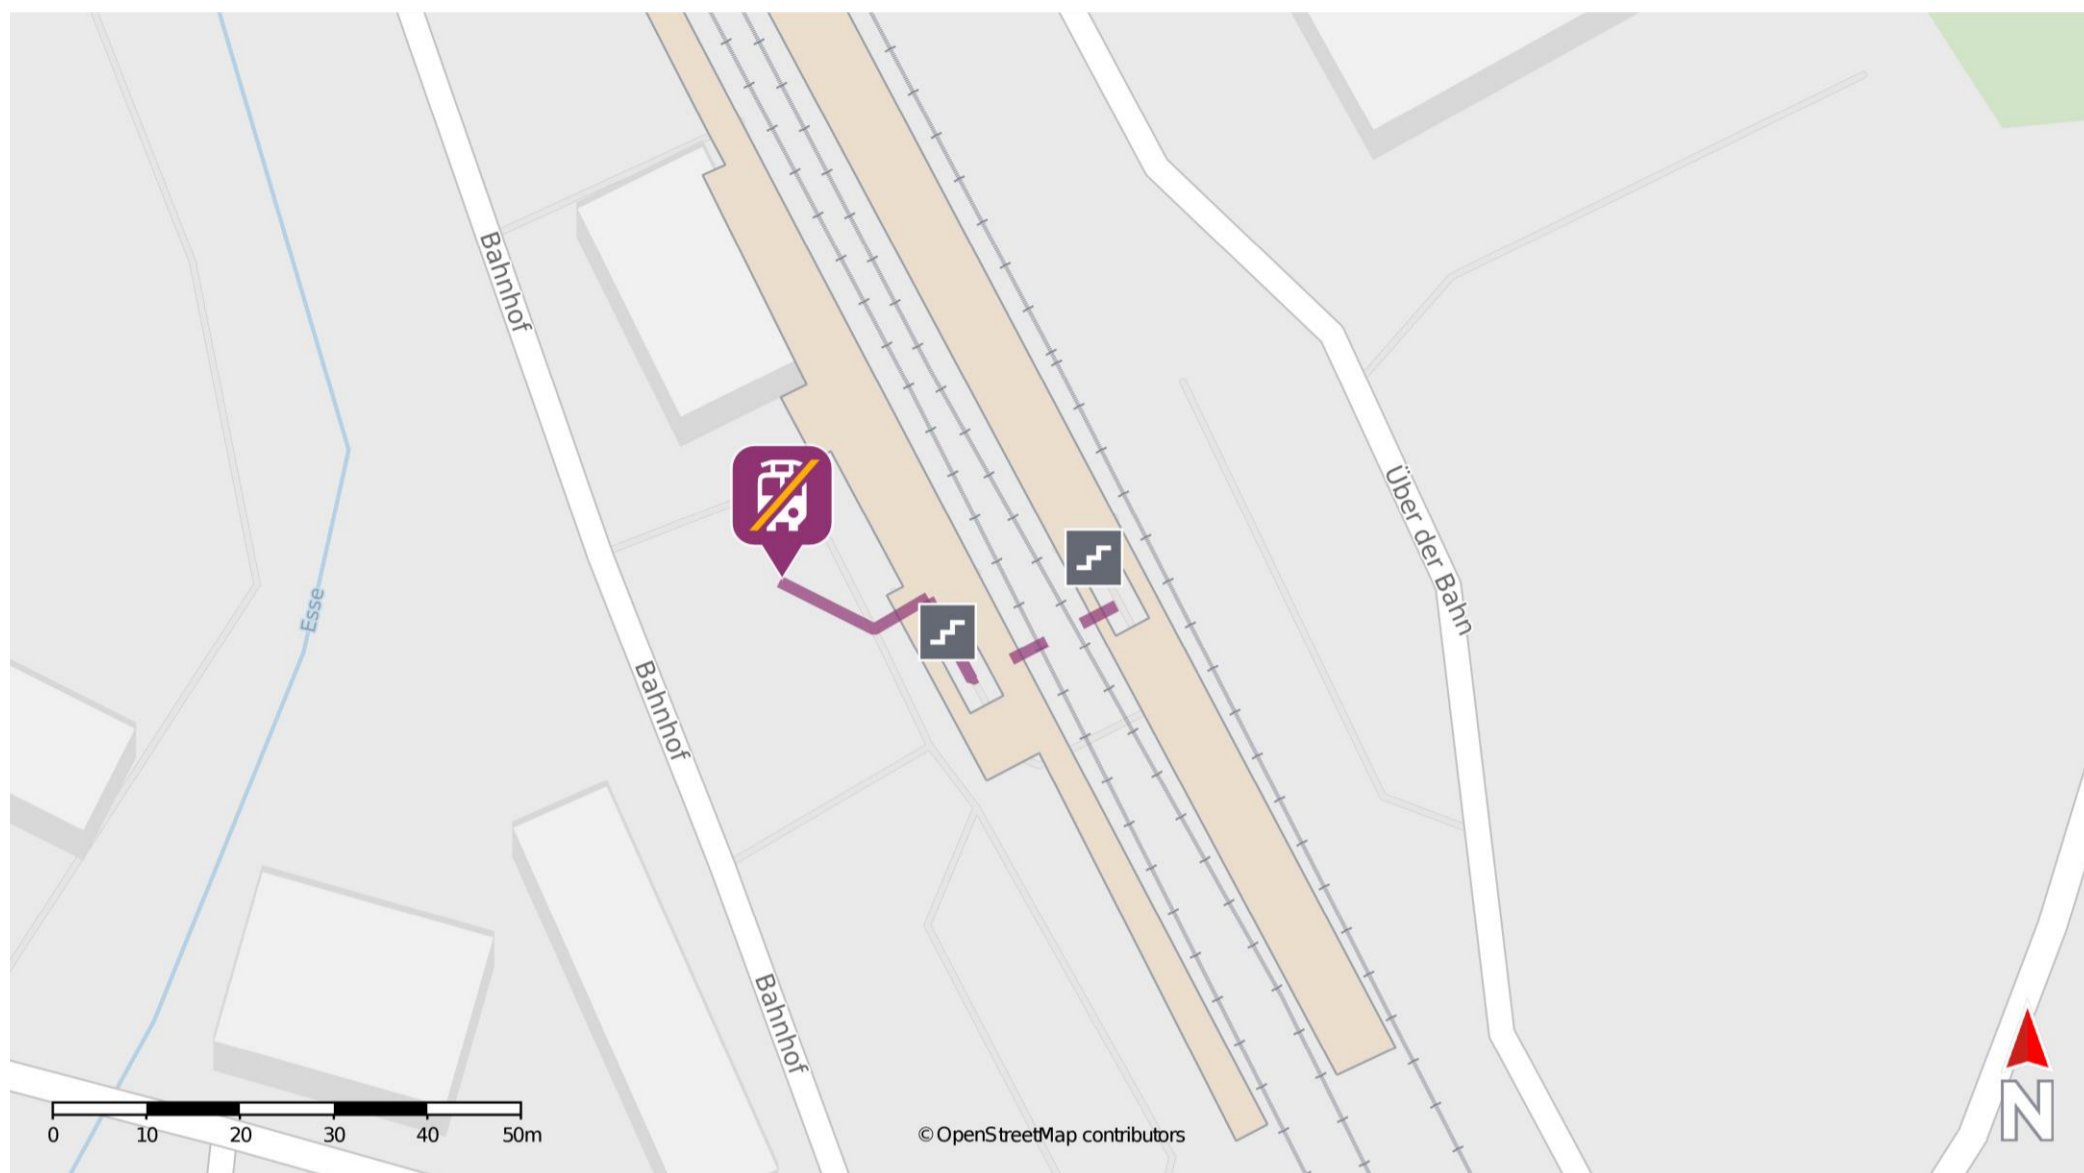 Bahnhof
Esse
Über der Bahn
Bahnhof
Bahnhof
0 10 20 30 40 50m
© OpenStreetMap contributors
N